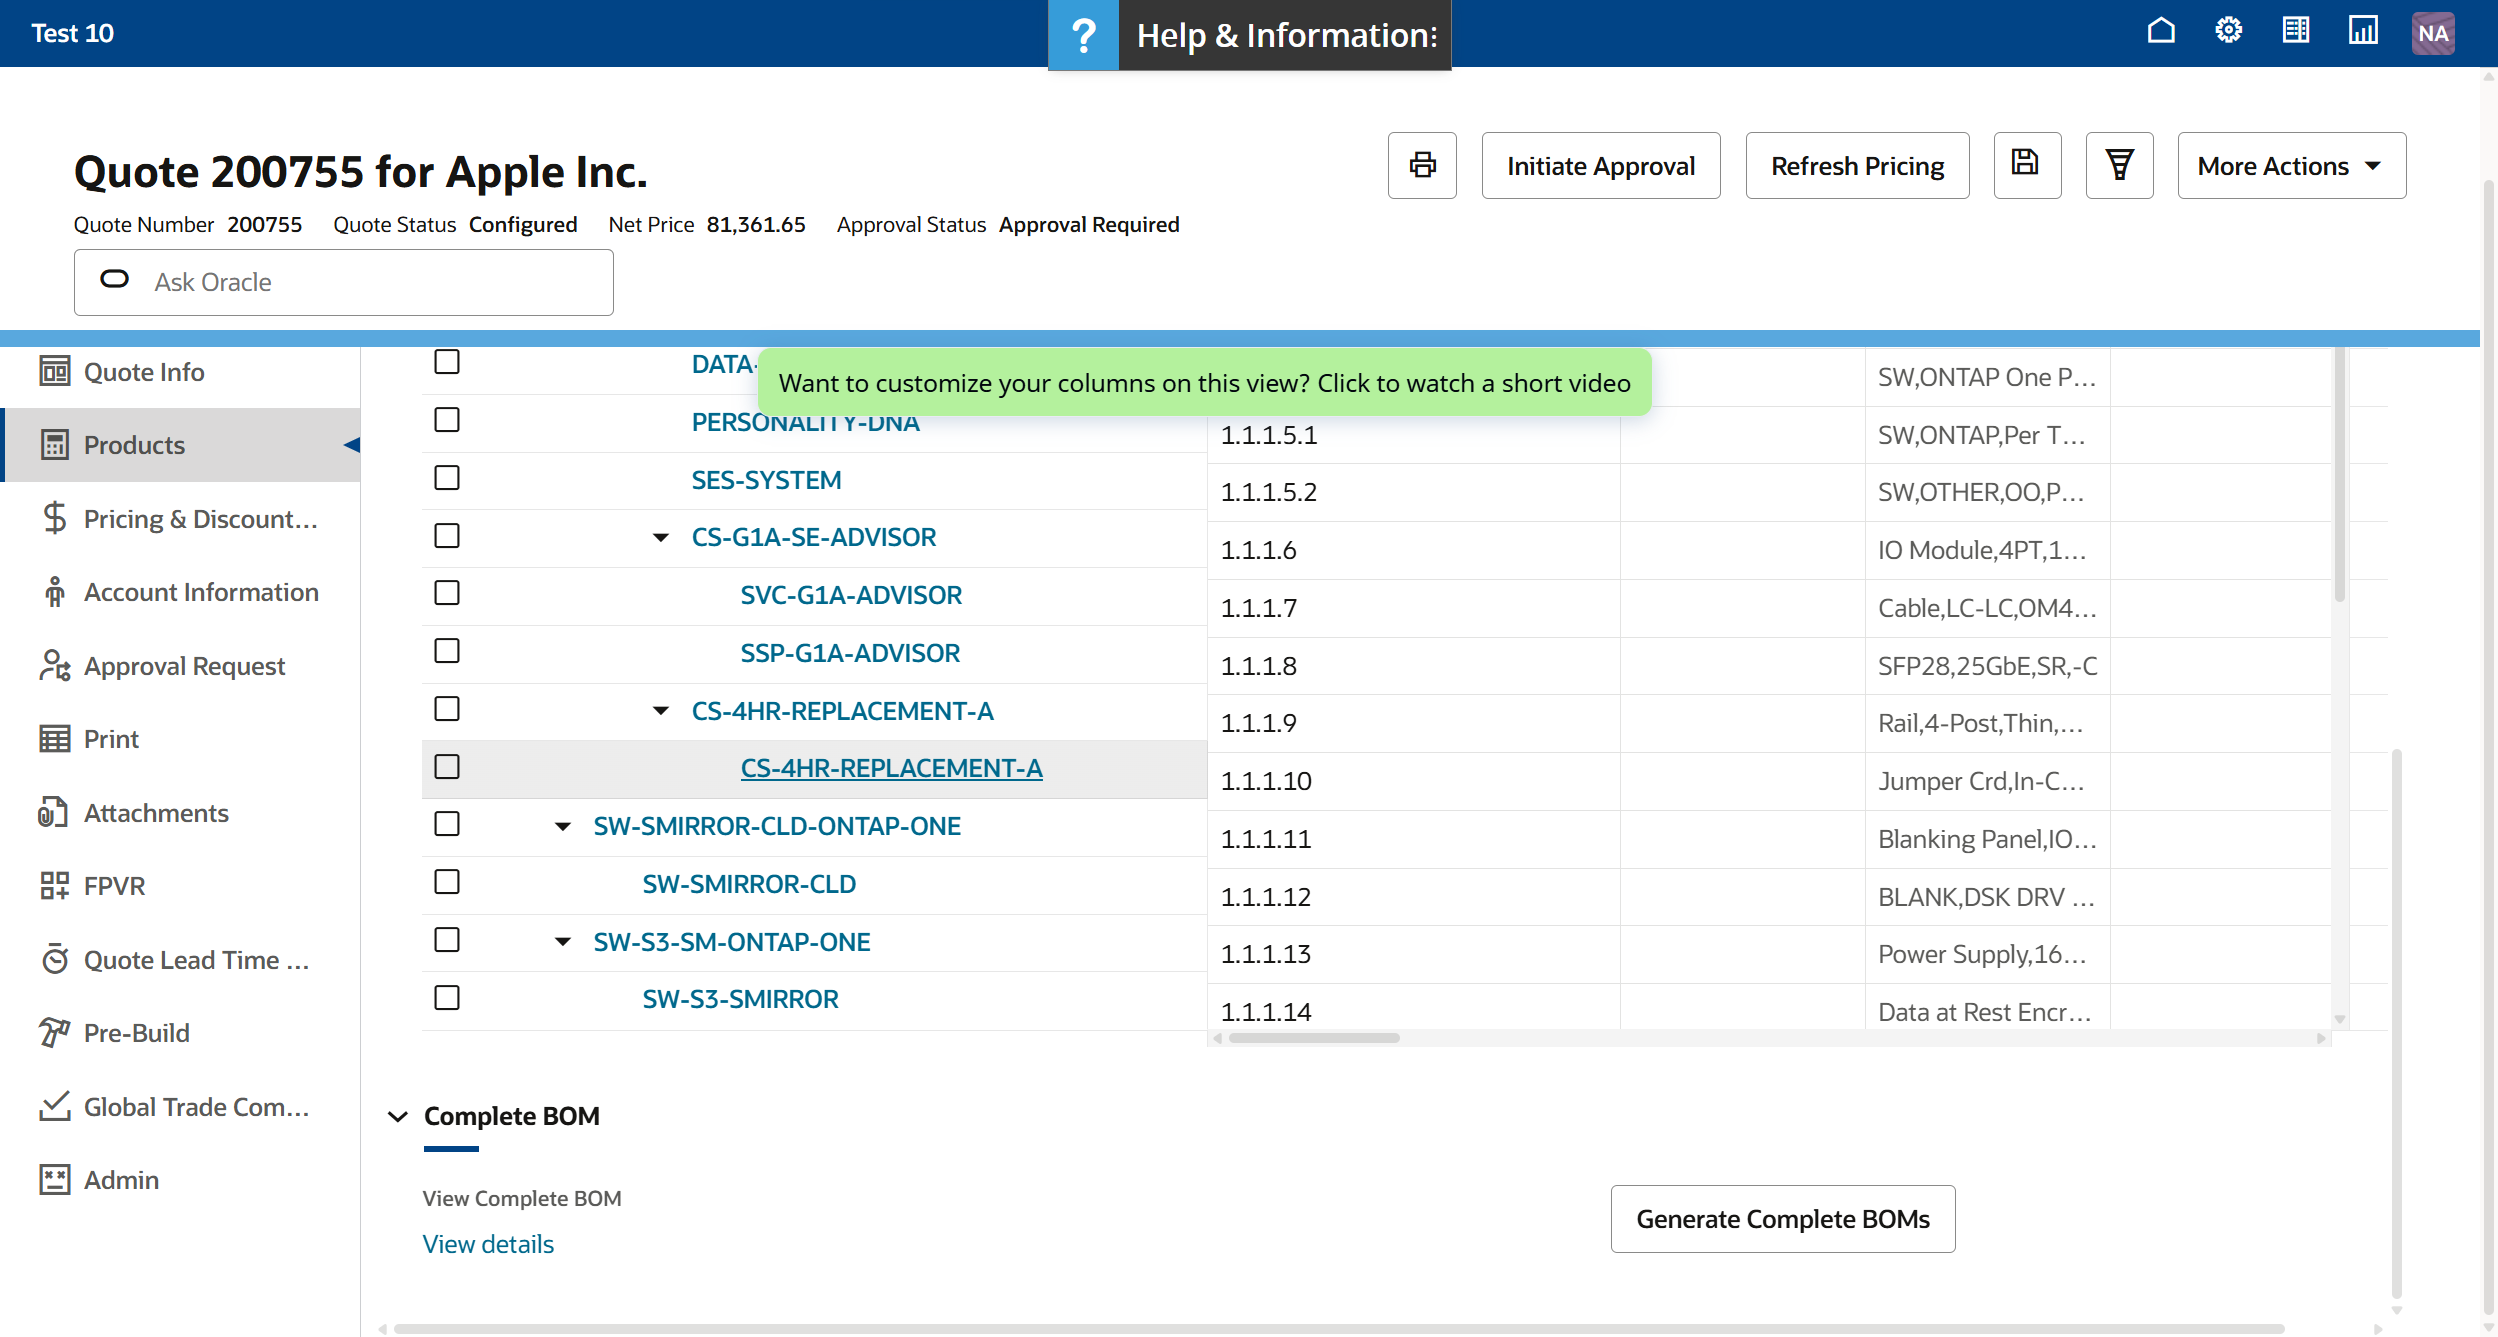 Test 10
? Help & Information
NA
Quote 200755 for Apple Inc.
Initiate Approval
Refresh Pricing
More Actions
Quote Number 200755 Quote Status Configured Net Price 81,361.65 Approval Status Approval Required
Ask Oracle
Quote Info
Products
Pricing & Discount...
Account Information
Approval Request
Print
Attachments
FPVR
Quote Lead Time ...
Pre-Build
Global Trade Com...
Admin
Want to customize your columns on this view? Click to watch a short video
DATA-
PERSONALITY-DNA
SES-SYSTEM
CS-G1A-SE-ADVISOR
SVC-G1A-ADVISOR
SSP-G1A-ADVISOR
CS-4HR-REPLACEMENT-A
CS-4HR-REPLACEMENT-A
SW-SMIRROR-CLD-ONTAP-ONE
SW-SMIRROR-CLD
SW-S3-SM-ONTAP-ONE
SW-S3-SMIRROR
SW,ONTAP One P...
1.1.1.5.1 SW,ONTAP,Per T...
1.1.1.5.2 SW,OTHER,OO,P...
1.1.1.6 IO Module,4PT,1...
1.1.1.7 Cable,LC-LC,OM4...
1.1.1.8 SFP28,25GbE,SR,-C
1.1.1.9 Rail,4-Post,Thin,...
1.1.1.10 Jumper Crd,In-C...
1.1.1.11 Blanking Panel,IO...
1.1.1.12 BLANK,DSK DRV ...
1.1.1.13 Power Supply,16...
1.1.1.14 Data at Rest Encr...
Complete BOM
View Complete BOM
View details
Generate Complete BOMs